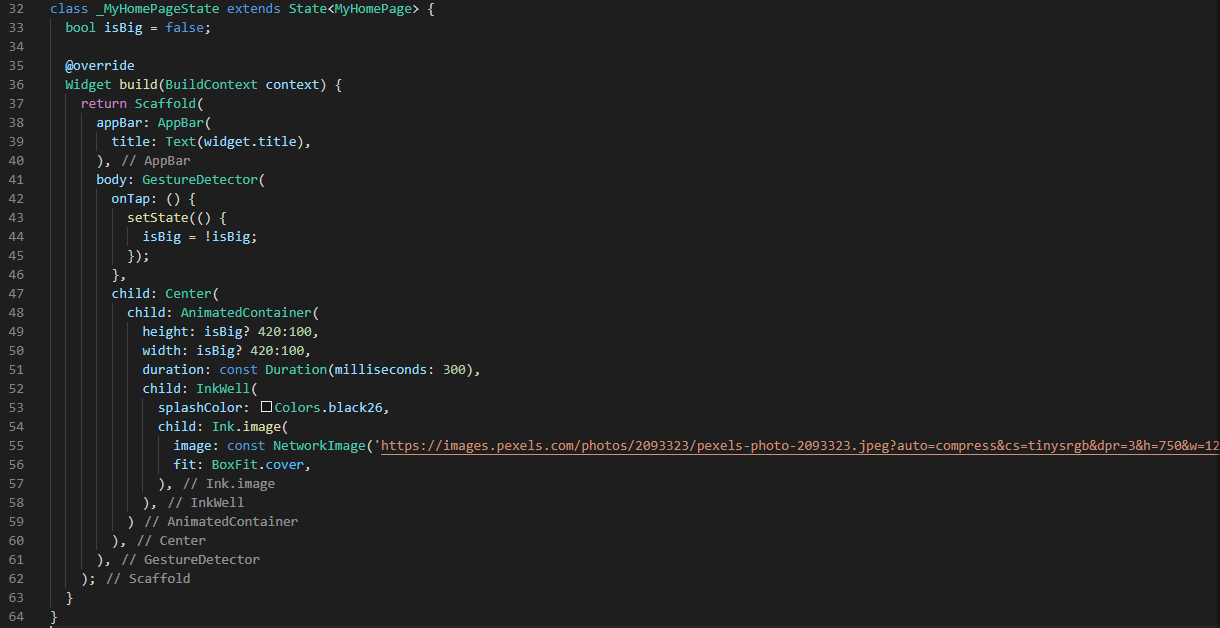 32 class _MyHomePageState extends State<MyHomePage> {
33   bool isBig = false;
34
35   @override
36   Widget build(BuildContext context) {
37     return Scaffold(
38       appBar: AppBar(
39         title: Text(widget.title),
40       ), // AppBar
41       body: GestureDetector(
42         onTap: () {
43           setState(() {
44             isBig = !isBig;
45           });
46         },
47         child: Center(
48           child: AnimatedContainer(
49             height: isBig? 420:100,
50             width: isBig? 420:100,
51             duration: const Duration(milliseconds: 300),
52             child: InkWell(
53               splashColor: Colors.black26,
54               child: Ink.image(
55                 image: const NetworkImage('https://images.pexels.com/photos/2093323/pexels-photo-2093323.jpeg?auto=compress&cs=tinysrgb&dpr=3&h=750&w=12
56                 fit: BoxFit.cover,
57               ), // Ink.image
58             ), // InkWell
59           ) // AnimatedContainer
60         ), // Center
61       ), // GestureDetector
62     ); // Scaffold
63   }
64 }